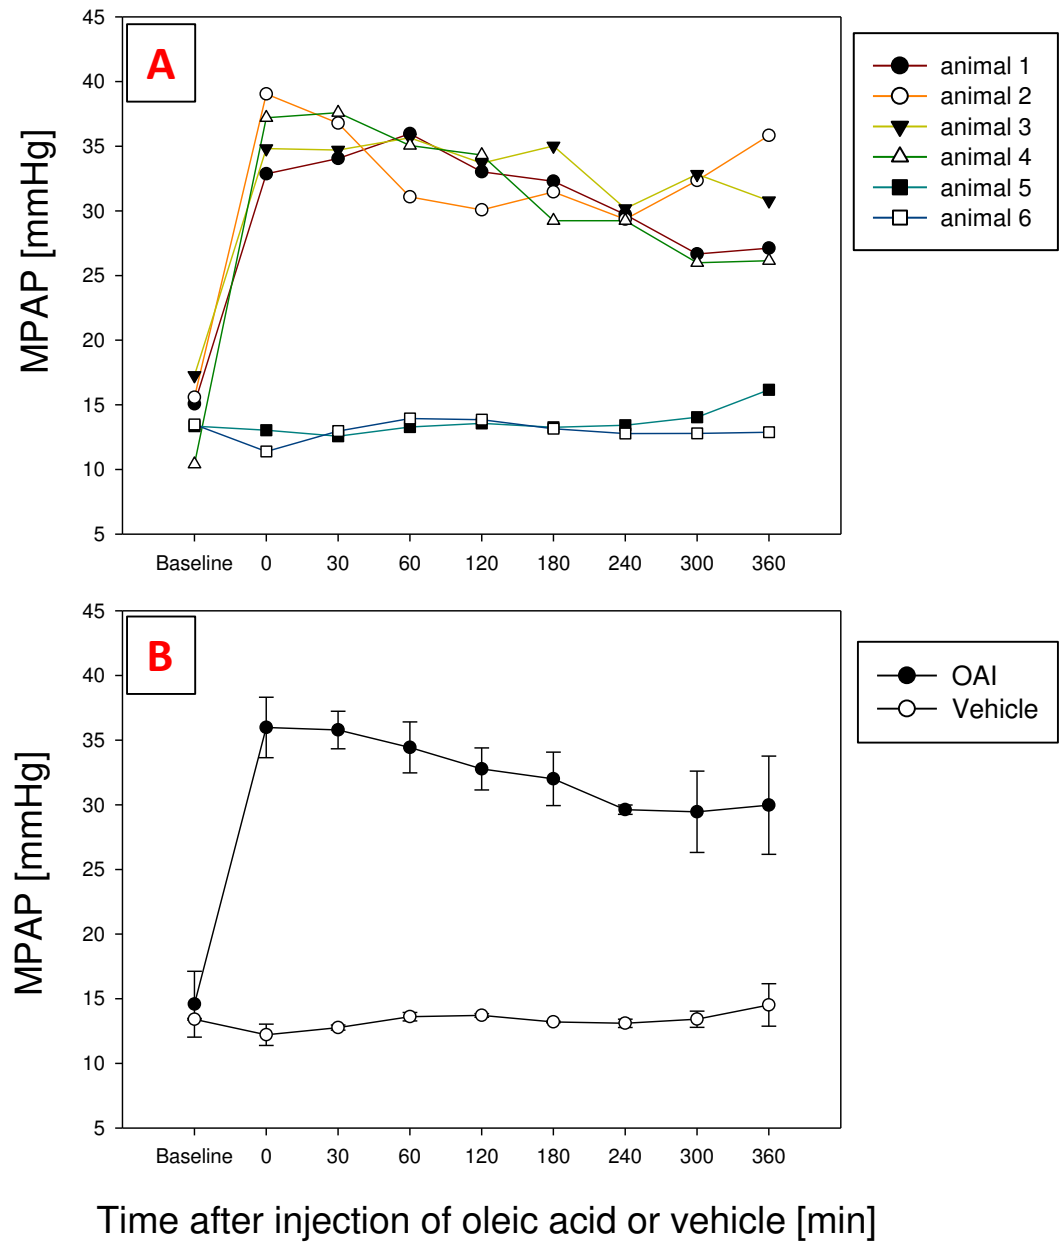 A
MPAP [mmHg]
45
40
35
30
25
20
15
10
5
Baseline 0 30 60 120 180 240 300 360
animal 1
animal 2
animal 3
animal 4
animal 5
animal 6
B
MPAP [mmHg]
45
40
35
30
25
20
15
10
5
Baseline 0 30 60 120 180 240 300 360
OAI
Vehicle
Time after injection of oleic acid or vehicle [min]